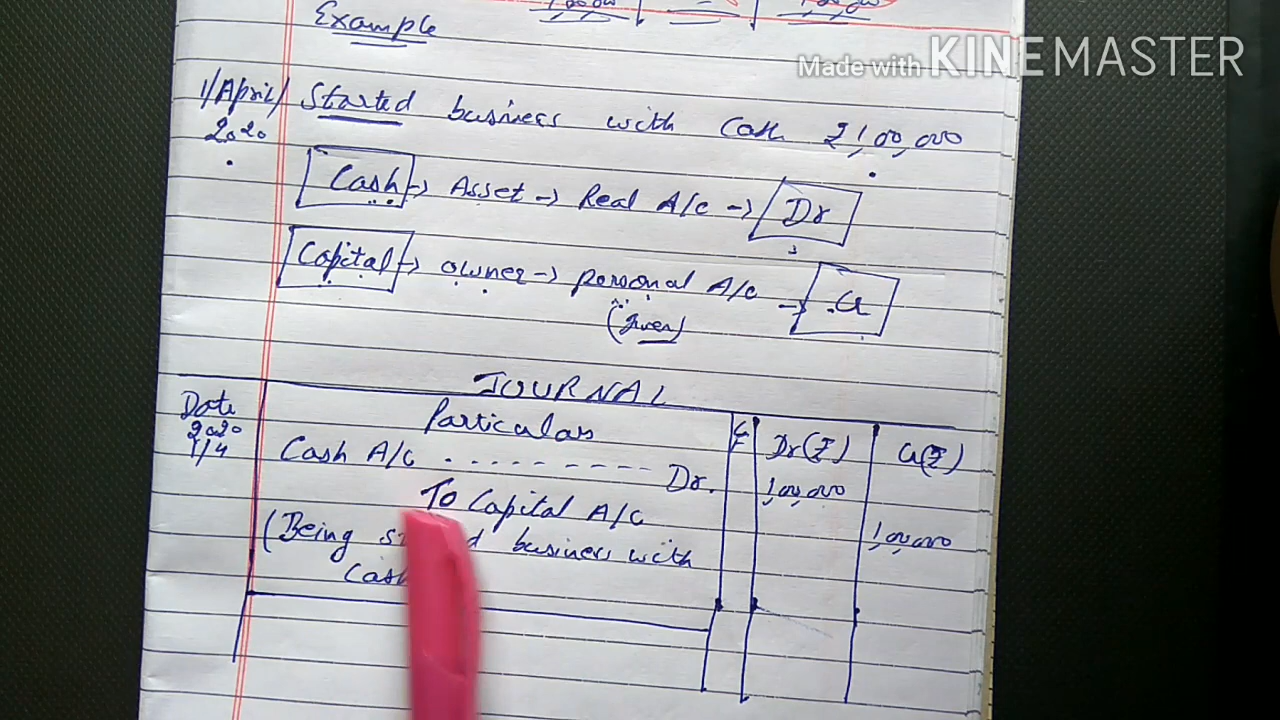 Example
Made with KINEMASTER
1/April/ Started business with Cash ₹1,00,000
2020
Cash → Asset → Real A/c → Dr
Capital → owner → personal A/c → Cr
(given)
JOURNAL
Date Particulars LF Dr(₹) Cr(₹)
2020
1/4 Cash A/c - - - - - - - - - Dr. 1,00,000
To Capital A/c 1,00,000
(Being business with
Cash